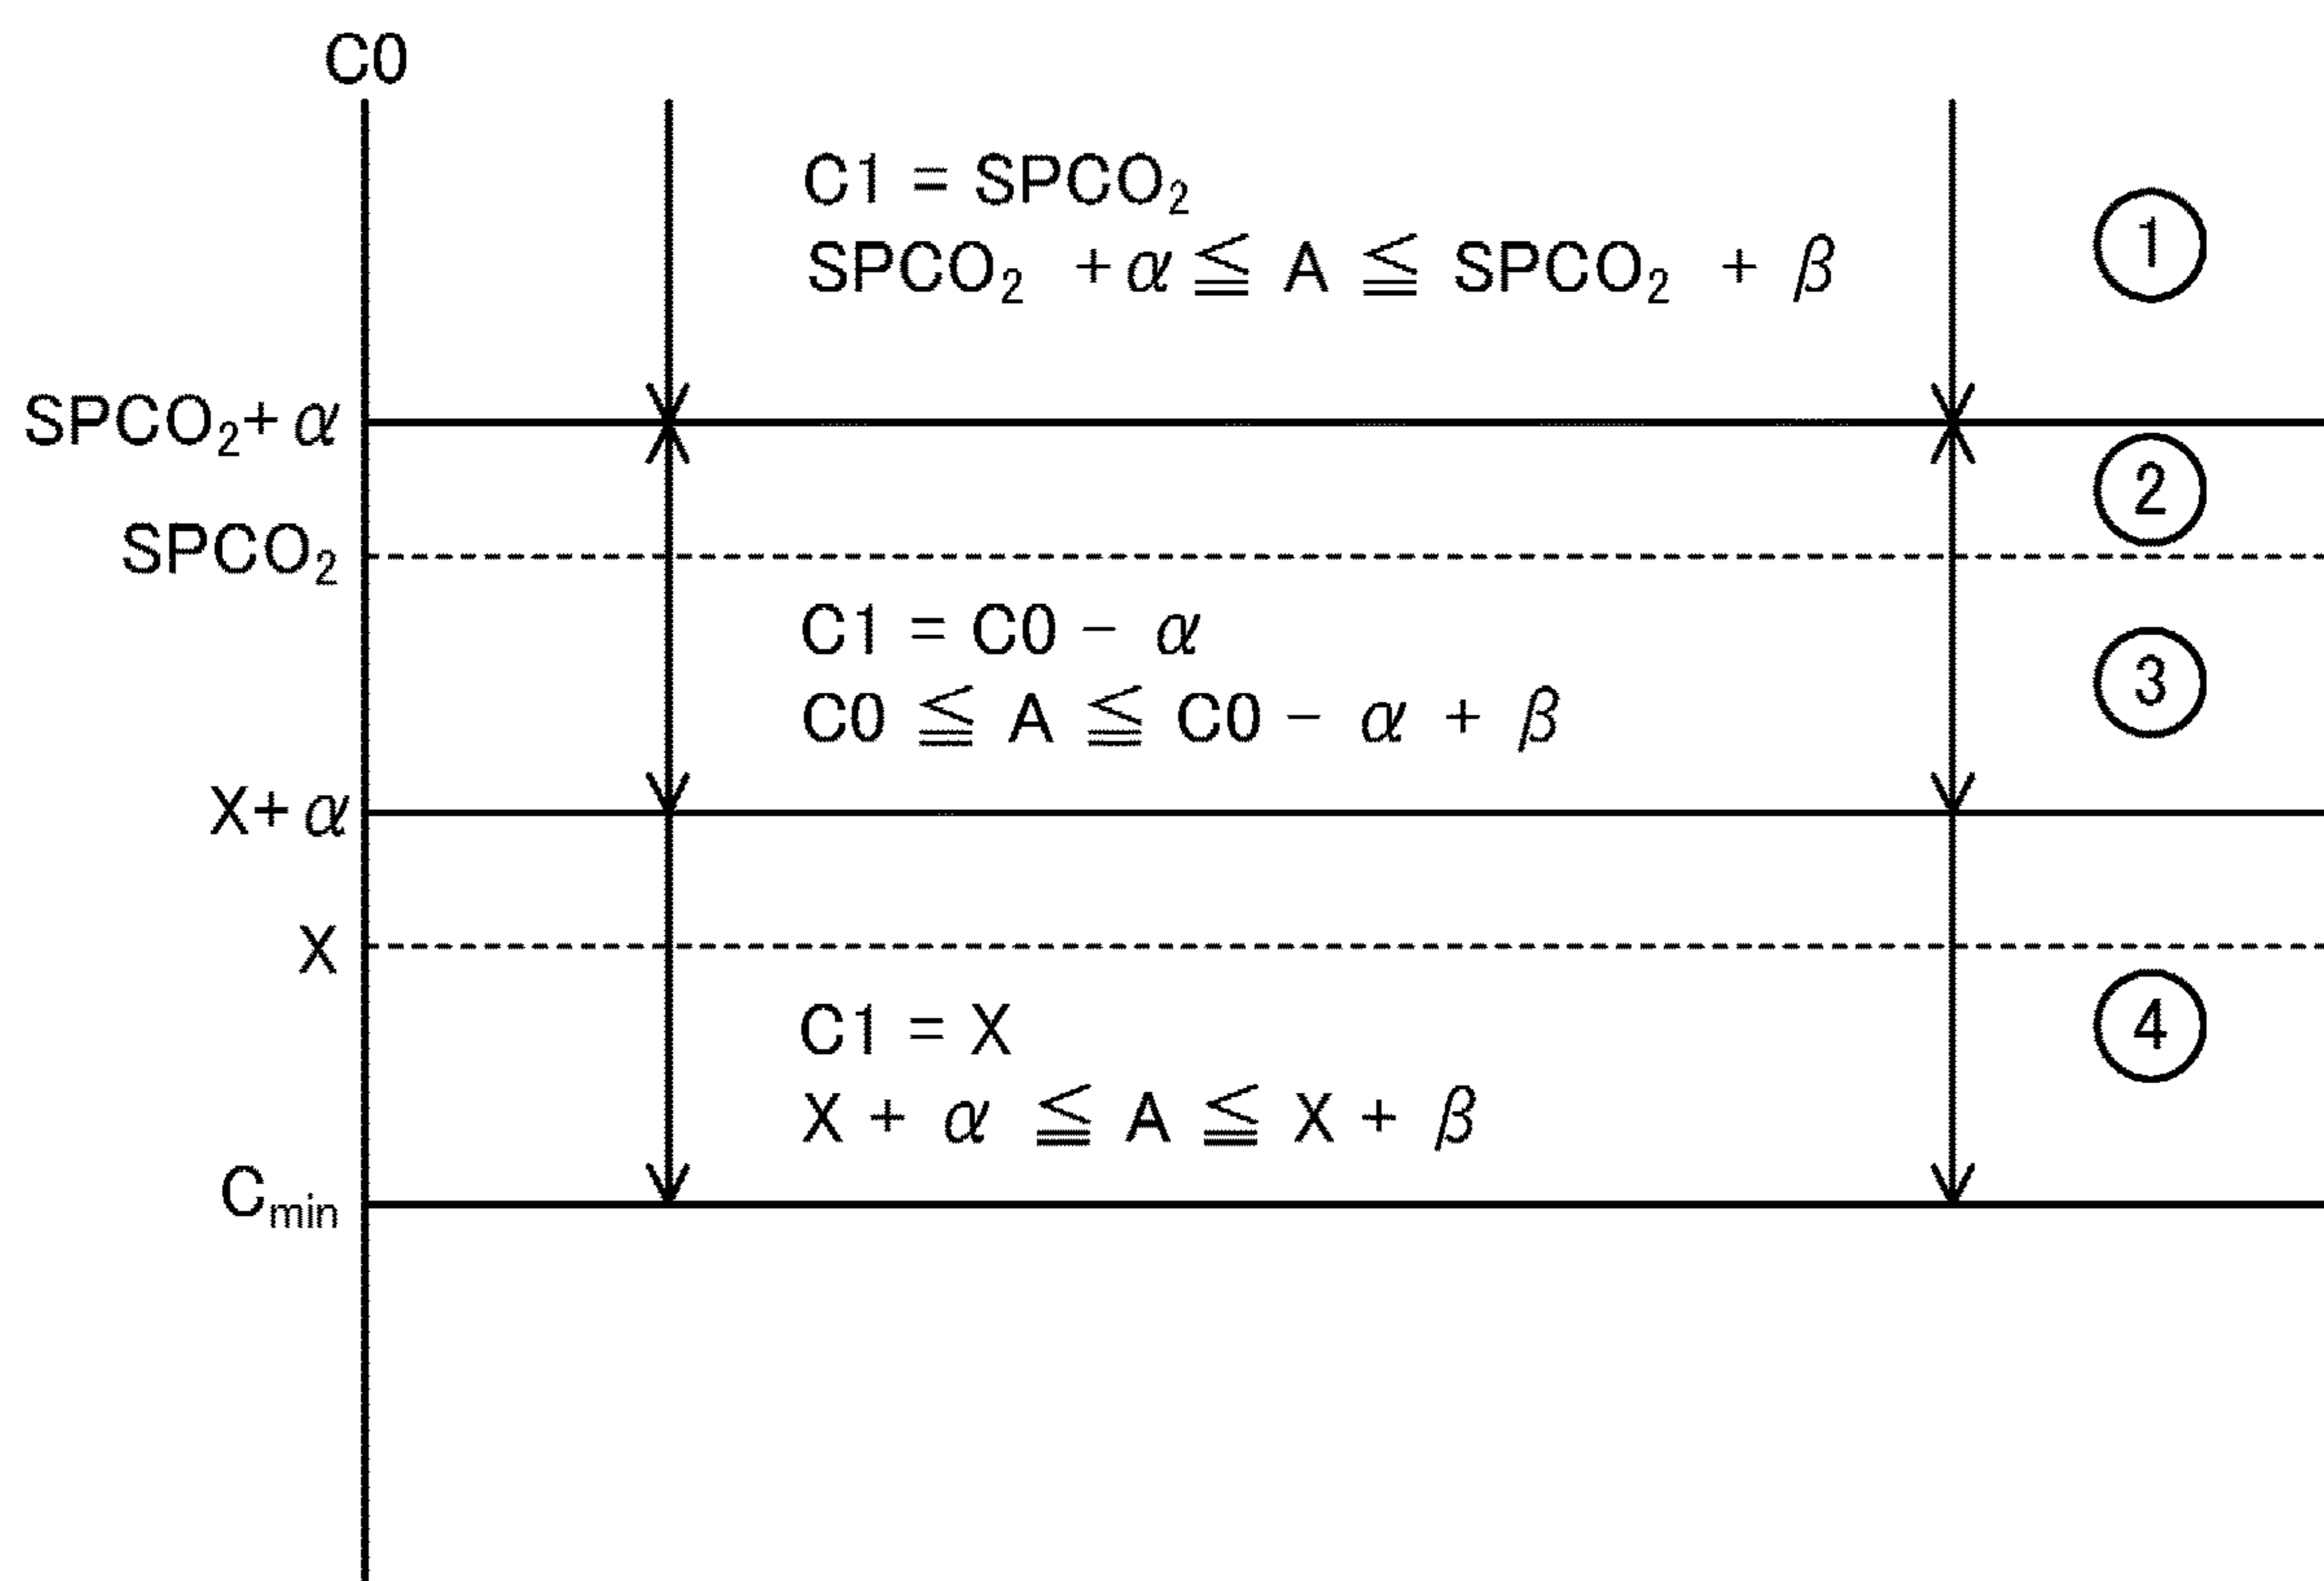 C0
C1 = SPCO₂
①
SPCO₂ + α ≦ A ≦ SPCO₂ + β
SPCO₂ + α
②
SPCO₂
C1 = C0 − α
③
C0 ≦ A ≦ C0 − α + β
X + α
X
C1 = X
④
X + α ≦ A ≦ X + β
Cmin